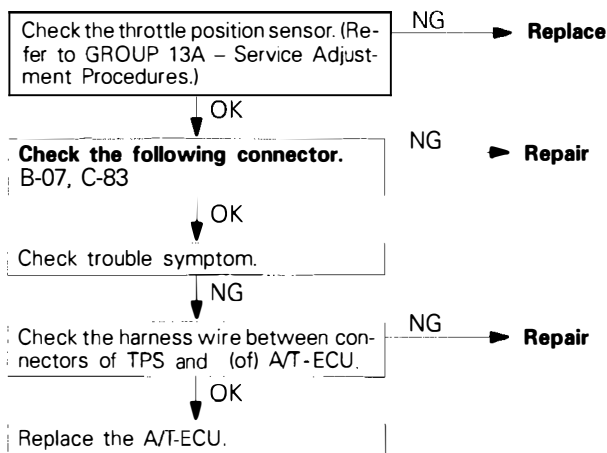 Check the throttle position sensor. (Re-
fer to GROUP 13A – Service Adjust-
ment Procedures.)
NG
Replace
OK
Check the following connector.
B-07, C-83
NG
Repair
OK
Check trouble symptom.
NG
Check the harness wire between con-
nectors of TPS and (of) A/T-ECU.
NG
Repair
OK
Replace the A/T-ECU.